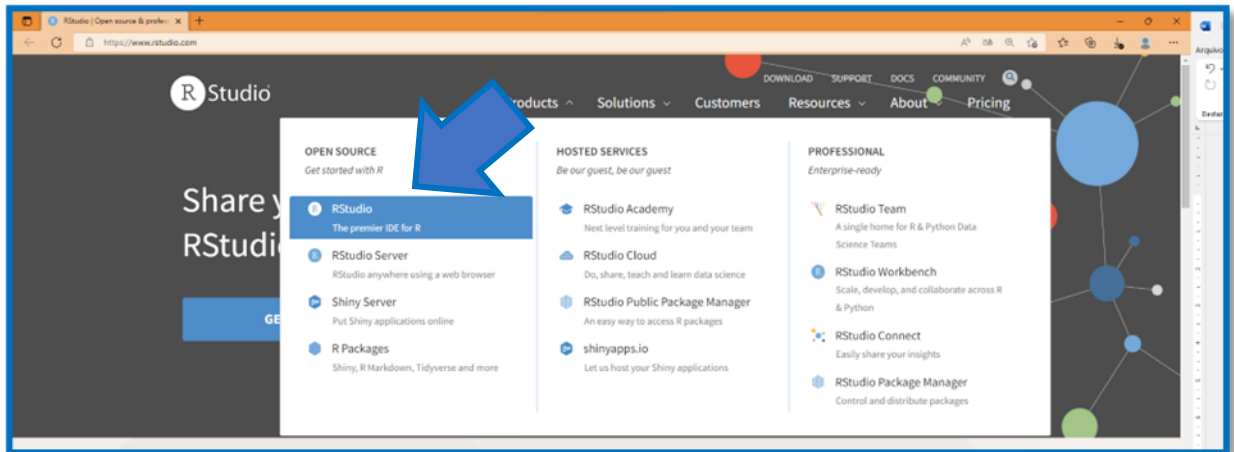 RStudio | Open source & profes
https://www.rstudio.com
Arquivo
DOWNLOAD SUPPORT DOCS COMMUNITY
R Studio
Solutions Customers Resources About Pricing
OPEN SOURCE
Get started with R
RStudio
The premier IDE for R
RStudio Server
RStudio anywhere using a web browser
Shiny Server
Put Shiny applications online
R Packages
Shiny, R Markdown, Tidyverse and more
HOSTED SERVICES
Be our guest, be our guest
RStudio Academy
Next level training for you and your team
RStudio Cloud
Do, share, teach and learn data science
RStudio Public Package Manager
An easy way to access R packages
shinyapps.io
Let us host your Shiny applications
PROFESSIONAL
Enterprise-ready
RStudio Team
A single home for R & Python Data
Science Teams
RStudio Workbench
Scale, develop, and collaborate across R
& Python
RStudio Connect
Easily share your insights
RStudio Package Manager
Control and distribute packages
Share y
RStudi
GE